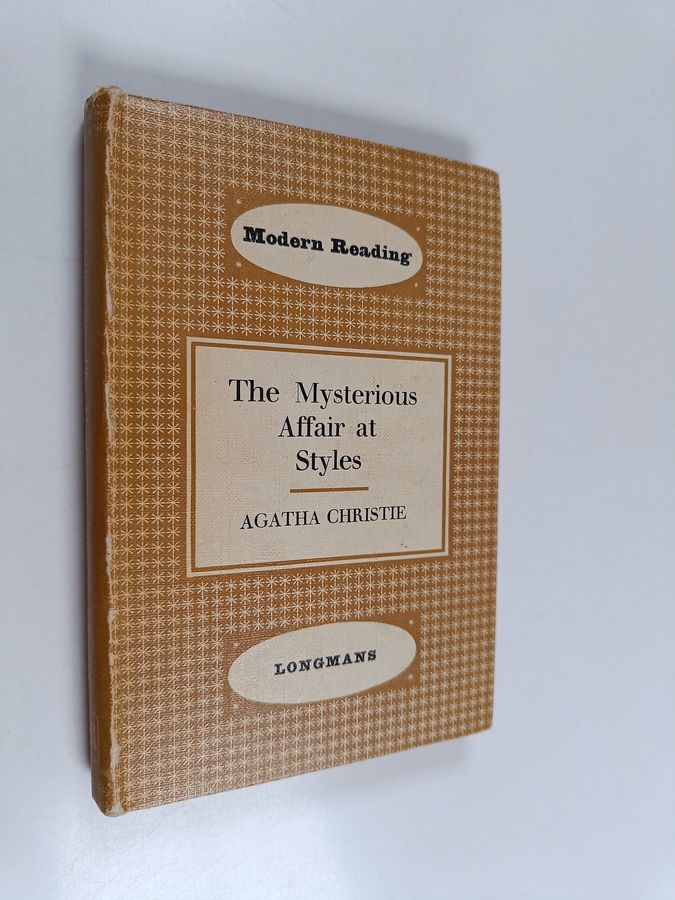 Modern Reading
The Mysterious
Affair at
Styles
AGATHA CHRISTIE
LONGMANS